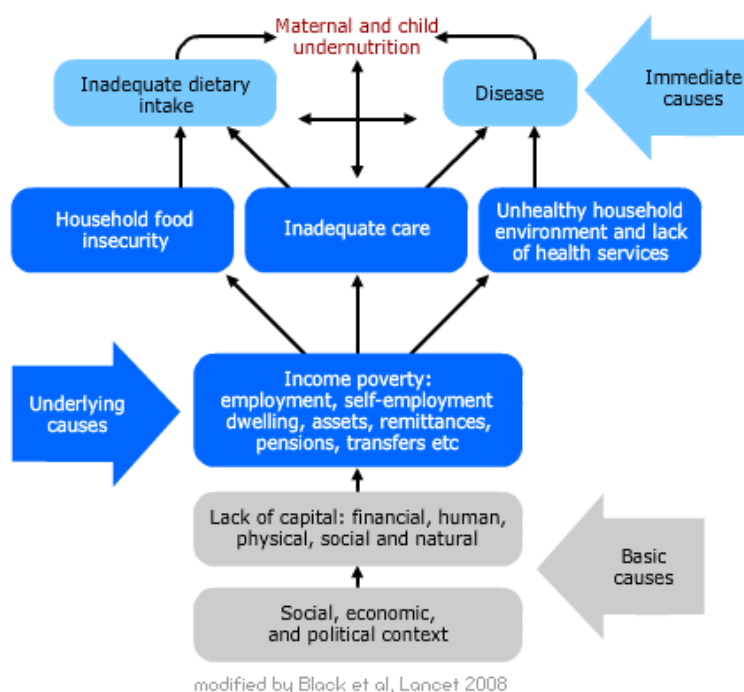 Maternal and child
undernutrition
Inadequate dietary
intake
Disease
Immediate
causes
Household food
insecurity
Inadequate care
Unhealthy household
environment and lack
of health services
Underlying
causes
Income poverty:
employment, self-employment
dwelling, assets, remittances,
pensions, transfers etc
Lack of capital: financial, human,
physical, social and natural
Basic
causes
Social, economic,
and political context
modified by Black et al, Lancet 2008